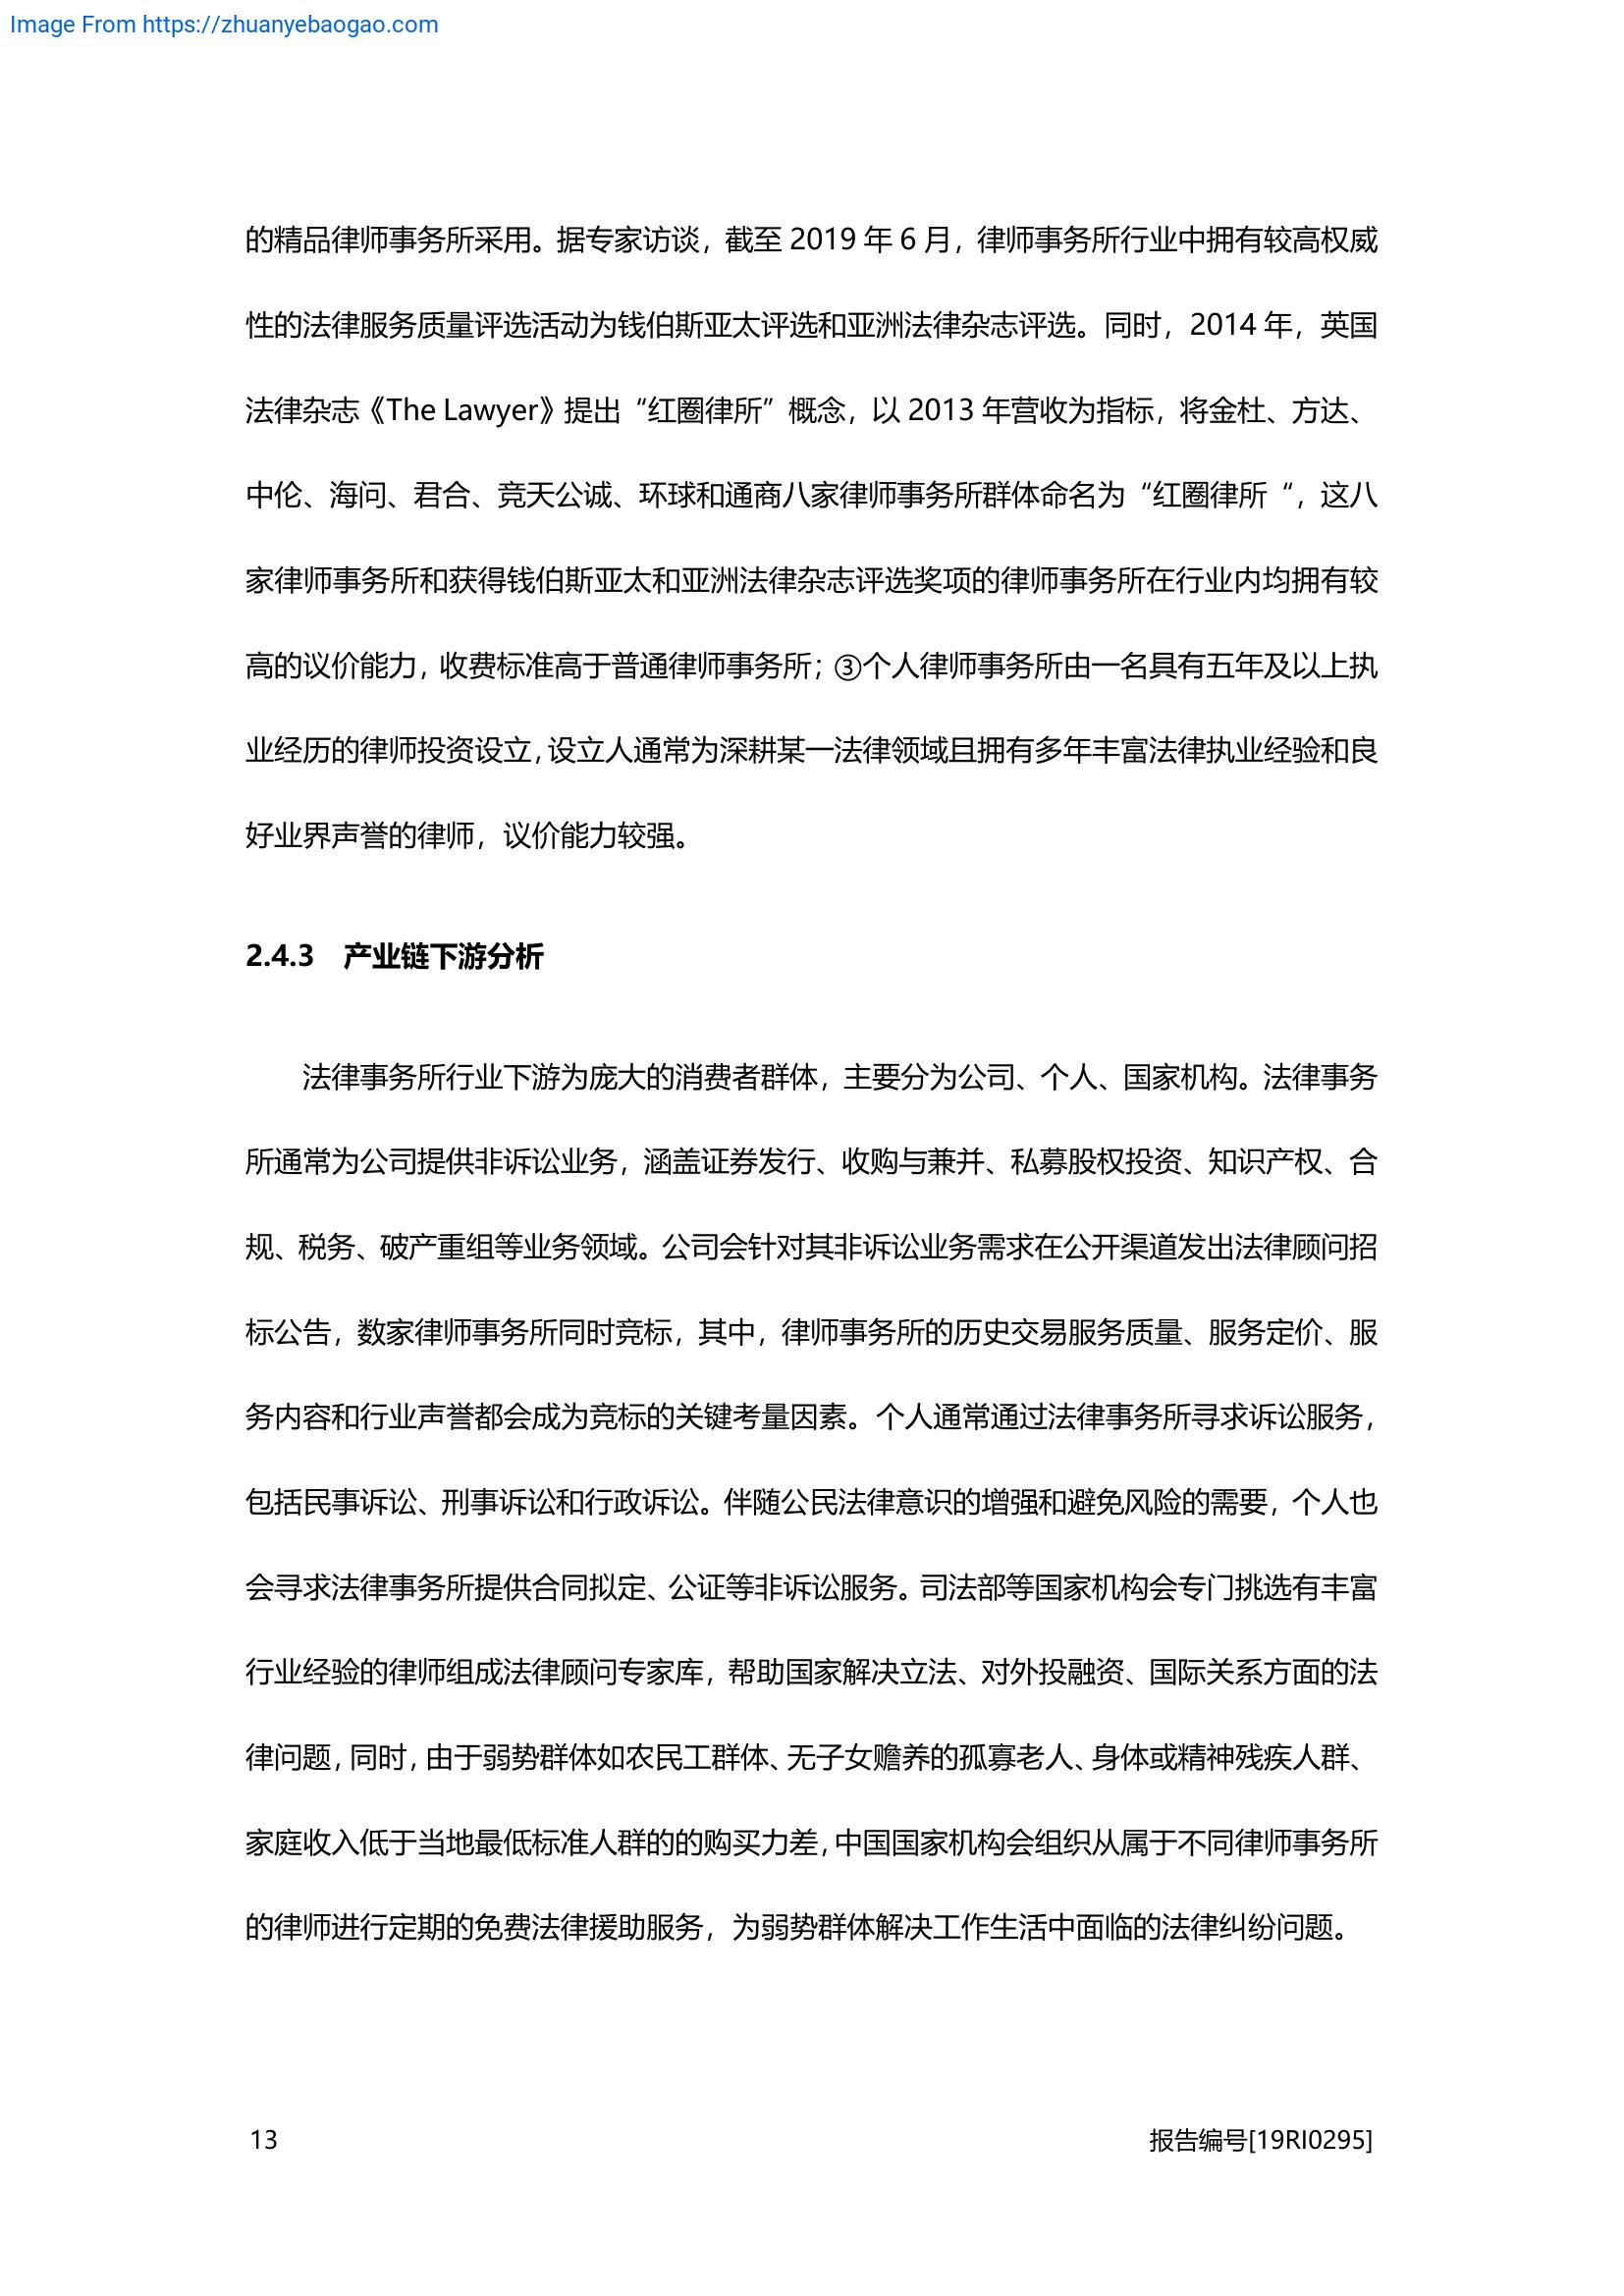 Image From https://zhuanyebaogao.com
的精品律师事务所采用。据专家访谈，截至 2019 年 6 月，律师事务所行业中拥有较高权威
性的法律服务质量评选活动为钱伯斯亚太评选和亚洲法律杂志评选。同时，2014 年，英国
法律杂志《The Lawyer》提出“红圈律所”概念，以 2013 年营收为指标，将金杜、方达、
中伦、海问、君合、竞天公诚、环球和通商八家律师事务所群体命名为“红圈律所“，这八
家律师事务所和获得钱伯斯亚太和亚洲法律杂志评选奖项的律师事务所在行业内均拥有较
高的议价能力，收费标准高于普通律师事务所；③个人律师事务所由一名具有五年及以上执
业经历的律师投资设立，设立人通常为深耕某一法律领域且拥有多年丰富法律执业经验和良
好业界声誉的律师，议价能力较强。
2.4.3 产业链下游分析
法律事务所行业下游为庞大的消费者群体，主要分为公司、个人、国家机构。法律事务
所通常为公司提供非诉讼业务，涵盖证券发行、收购与兼并、私募股权投资、知识产权、合
规、税务、破产重组等业务领域。公司会针对其非诉讼业务需求在公开渠道发出法律顾问招
标公告，数家律师事务所同时竞标，其中，律师事务所的历史交易服务质量、服务定价、服
务内容和行业声誉都会成为竞标的关键考量因素。个人通常通过法律事务所寻求诉讼服务，
包括民事诉讼、刑事诉讼和行政诉讼。伴随公民法律意识的增强和避免风险的需要，个人也
会寻求法律事务所提供合同拟定、公证等非诉讼服务。司法部等国家机构会专门挑选有丰富
行业经验的律师组成法律顾问专家库，帮助国家解决立法、对外投融资、国际关系方面的法
律问题，同时，由于弱势群体如农民工群体、无子女赡养的孤寡老人、身体或精神残疾人群、
家庭收入低于当地最低标准人群的的购买力差，中国国家机构会组织从属于不同律师事务所
的律师进行定期的免费法律援助服务，为弱势群体解决工作生活中面临的法律纠纷问题。
13 报告编号[19RI0295]